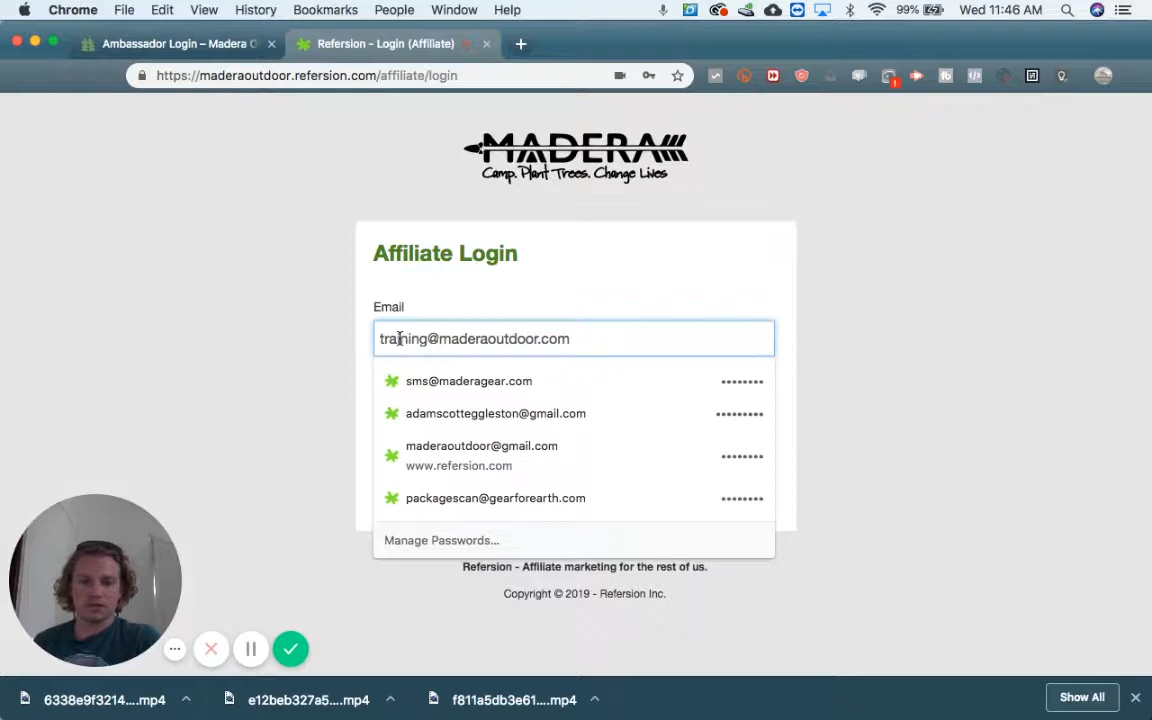 Chrome File Edit View History Bookmarks People Window Help 99% Wed 11:46 AM
Ambassador Login – Madera O
Refersion - Login (Affiliate)
https://maderaoutdoor.refersion.com/affiliate/login
MADERA
Camp. Plant Trees. Change Lives
Affiliate Login
Email
training@maderaoutdoor.com
sms@maderagear.com ••••••••
adamscotteggleston@gmail.com •••••••••
maderaoutdoor@gmail.com ••••••••
www.refersion.com
packagescan@gearforearth.com ••••••••
Manage Passwords...
Refersion - Affiliate marketing for the rest of us.
Copyright © 2019 - Refersion Inc.
6338e9f3214....mp4 e12beb327a5....mp4 f811a5db3e61....mp4 Show All